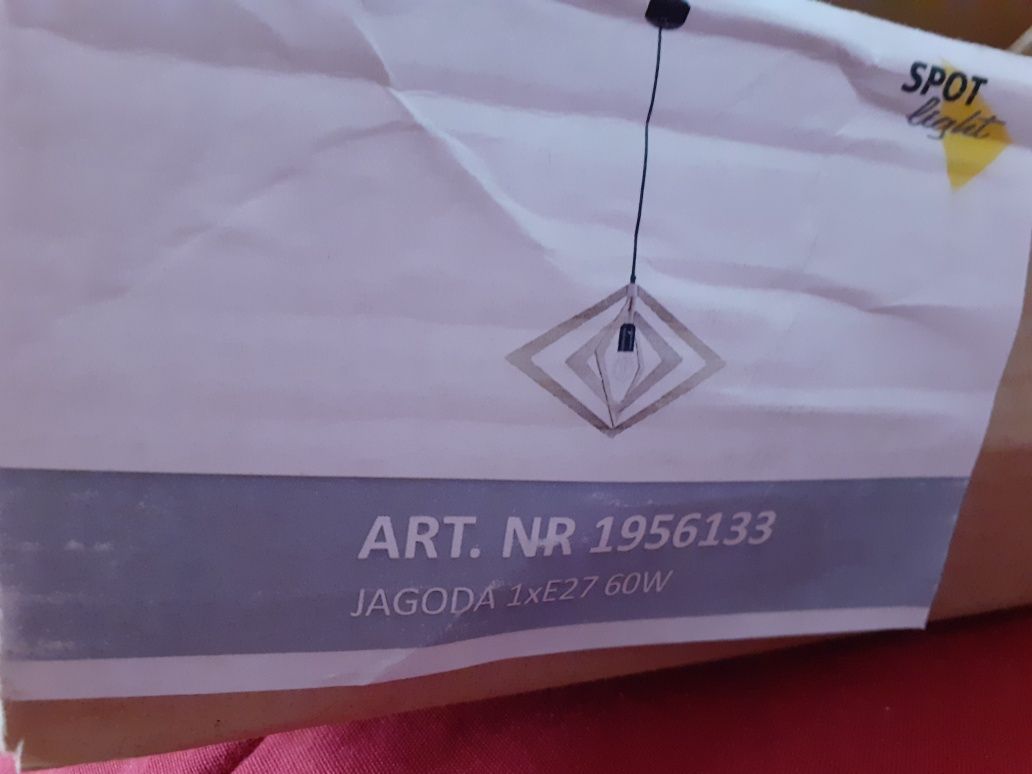 SPOT
light
ART. NR 1956133
JAGODA 1xE27 60W